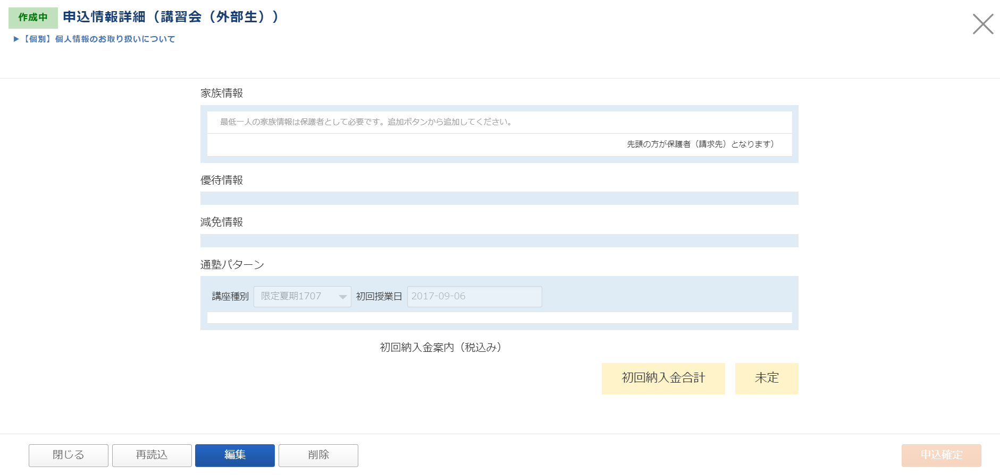 作成中 申込情報詳細（講習会（外部生））
▶【個別】個人情報のお取り扱いについて
家族情報
最低一人の家族情報は保護者として必要です。追加ボタンから追加してください。
先頭の方が保護者（請求先）となります）
優待情報
減免情報
通塾パターン
講座種別 限定夏期1707 初回授業日 2017-09-06
初回納入金案内（税込み）
初回納入金合計 未定
閉じる 再読込 編集 削除 申込確定